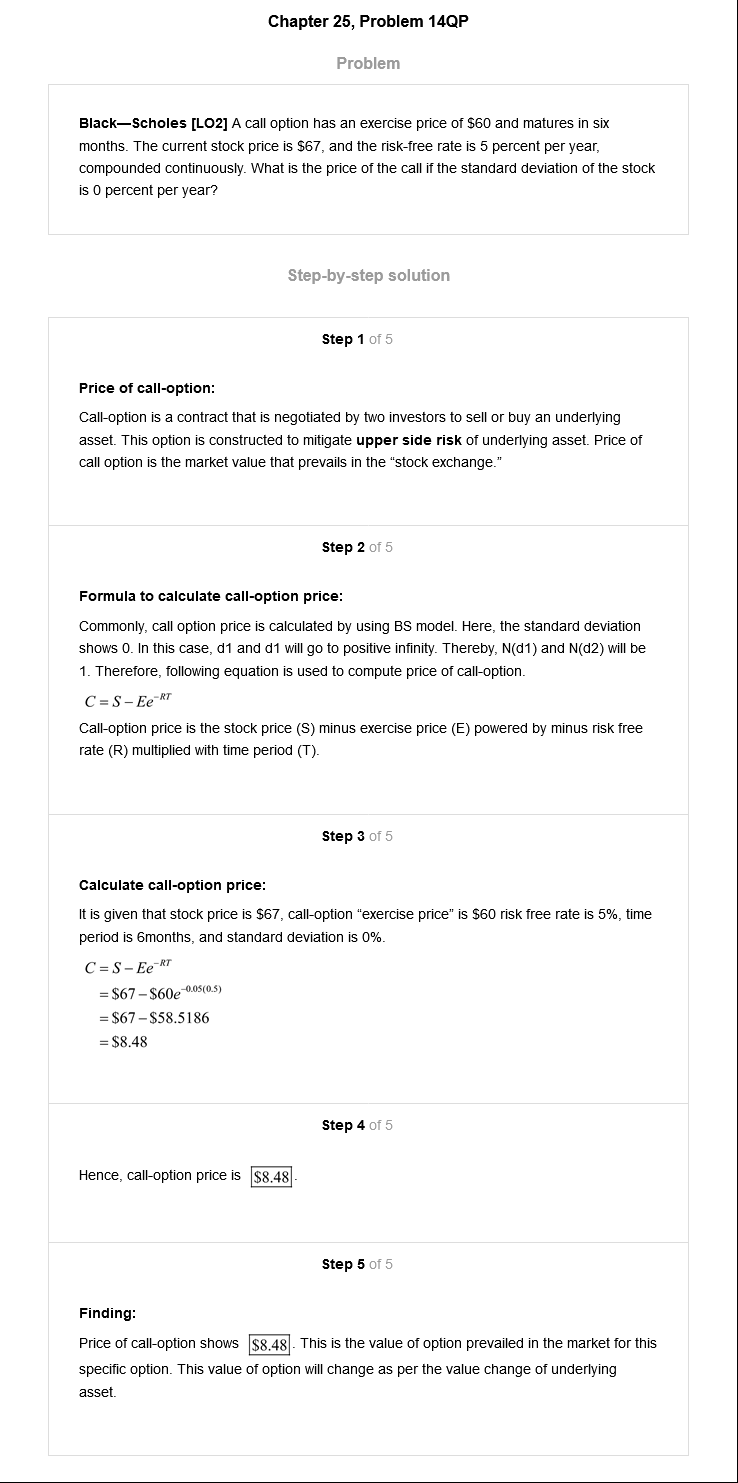 Chapter 25, Problem 14QP
Problem
Black—Scholes [LO2] A call option has an exercise price of $60 and matures in six
months. The current stock price is $67, and the risk-free rate is 5 percent per year,
compounded continuously. What is the price of the call if the standard deviation of the stock
is 0 percent per year?
Step-by-step solution
Step 1 of 5
Price of call-option:
Call-option is a contract that is negotiated by two investors to sell or buy an underlying
asset. This option is constructed to mitigate upper side risk of underlying asset. Price of
call option is the market value that prevails in the “stock exchange.”
Step 2 of 5
Formula to calculate call-option price:
Commonly, call option price is calculated by using BS model. Here, the standard deviation
shows 0. In this case, d1 and d1 will go to positive infinity. Thereby, N(d1) and N(d2) will be
1. Therefore, following equation is used to compute price of call-option.
C = S – Ee^–RT
Call-option price is the stock price (S) minus exercise price (E) powered by minus risk free
rate (R) multiplied with time period (T).
Step 3 of 5
Calculate call-option price:
It is given that stock price is $67, call-option “exercise price” is $60 risk free rate is 5%, time
period is 6months, and standard deviation is 0%.
C = S – Ee^–RT
= $67 – $60e^–0.05(0.5)
= $67 – $58.5186
= $8.48
Step 4 of 5
Hence, call-option price is $8.48.
Step 5 of 5
Finding:
Price of call-option shows $8.48. This is the value of option prevailed in the market for this
specific option. This value of option will change as per the value change of underlying
asset.